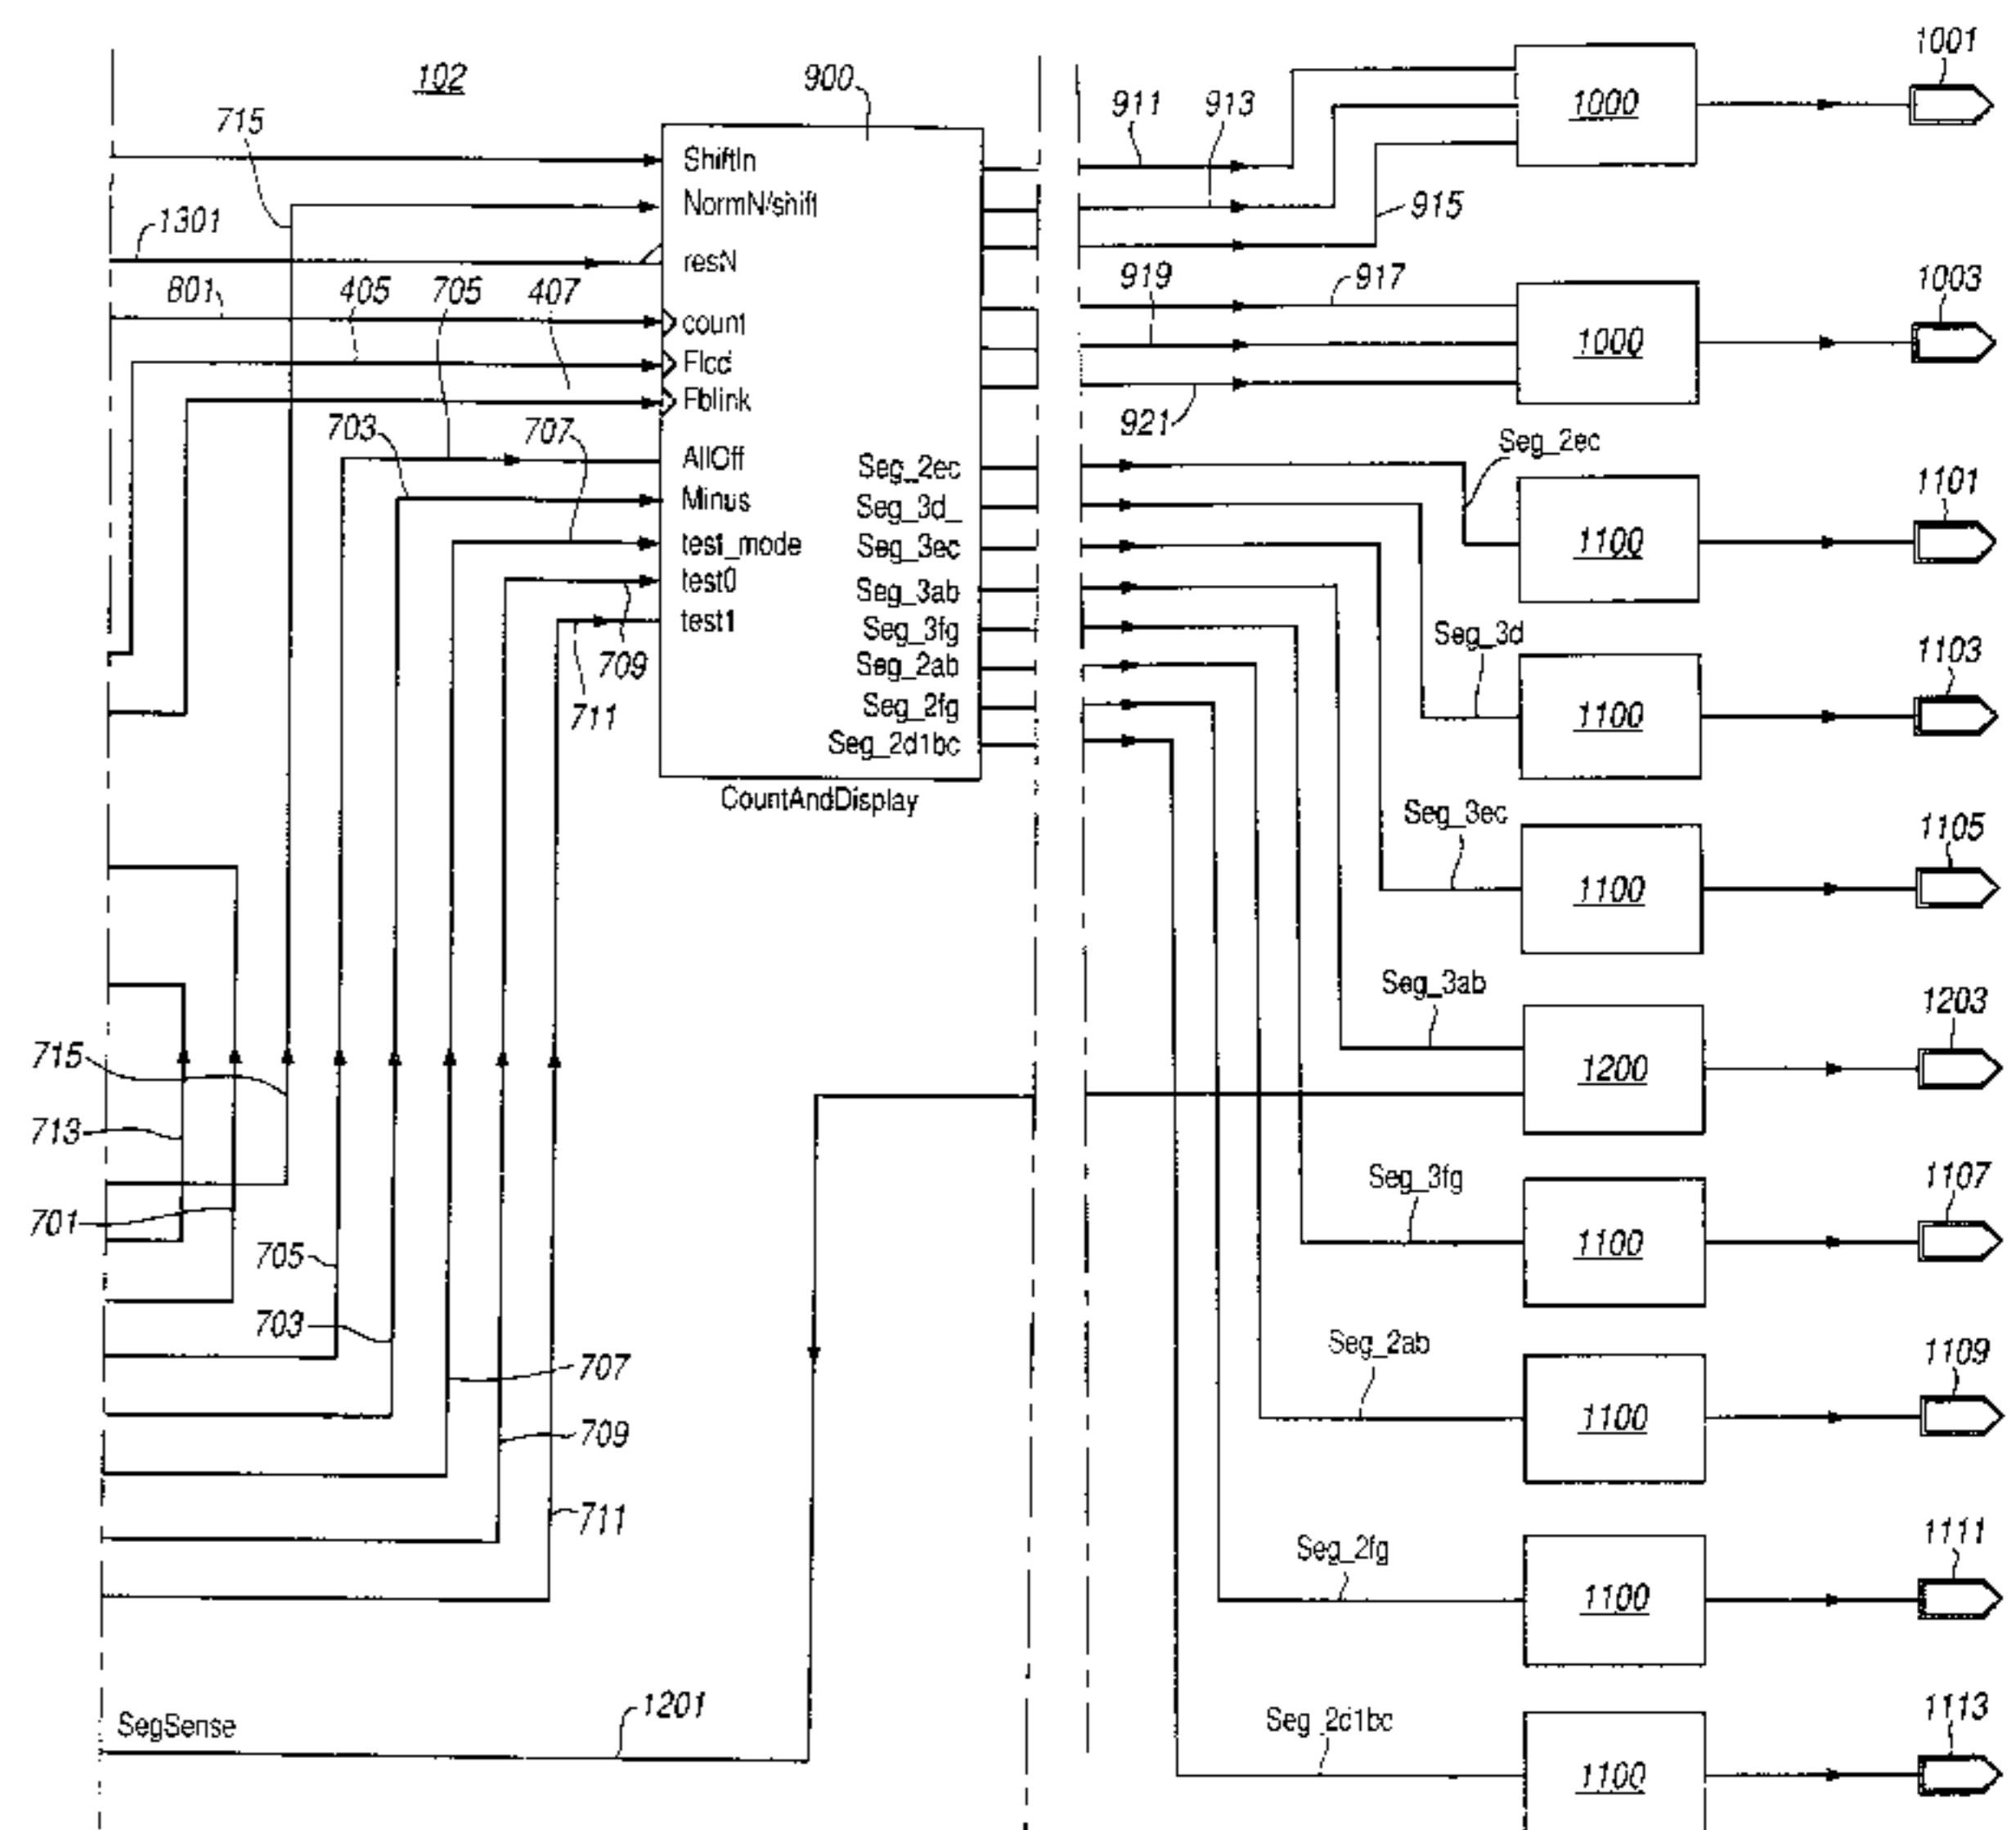 102
900
715
ShiftIn
NormN/shift
1301
resN
801
405
705
407
count
Flcd
Fblink
703
707
AllOff
Minus
test_mode
test0
test1
709
711
Seg_2ec
Seg_3d_
Seg_3ec
Seg_3ab
Seg_3fg
Seg_2ab
Seg_2fg
Seg_2d1bc
CountAndDisplay
715
713
701
705
703
707
709
711
SegSense
1201
911
913
915
1000
1001
919
917
921
1000
1003
Seg_2ec
1100
1101
Seg_3d
1100
1103
Seg_3ec
1100
1105
Seg_3ab
1200
1203
Seg_3fg
1100
1107
Seg_2ab
1100
1109
Seg_2fg
1100
1111
Seg_2d1bc
1100
1113